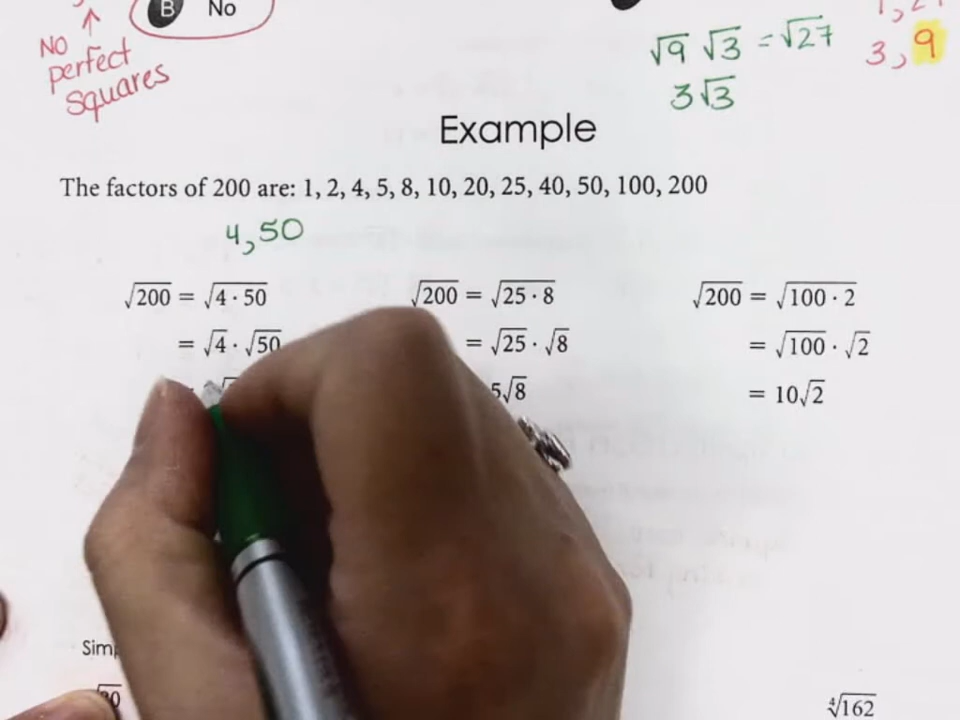 B No
NO
perfect
squares
√9 √3 = √27
3, 9
3√3
Example
The factors of 200 are: 1, 2, 4, 5, 8, 10, 20, 25, 40, 50, 100, 200
4,50
√200 = √4 · 50
√200 = √25 · 8
√200 = √100 · 2
= √4 · √50
= √25 · √8
= √100 · √2
5√8
= 10√2
∜162